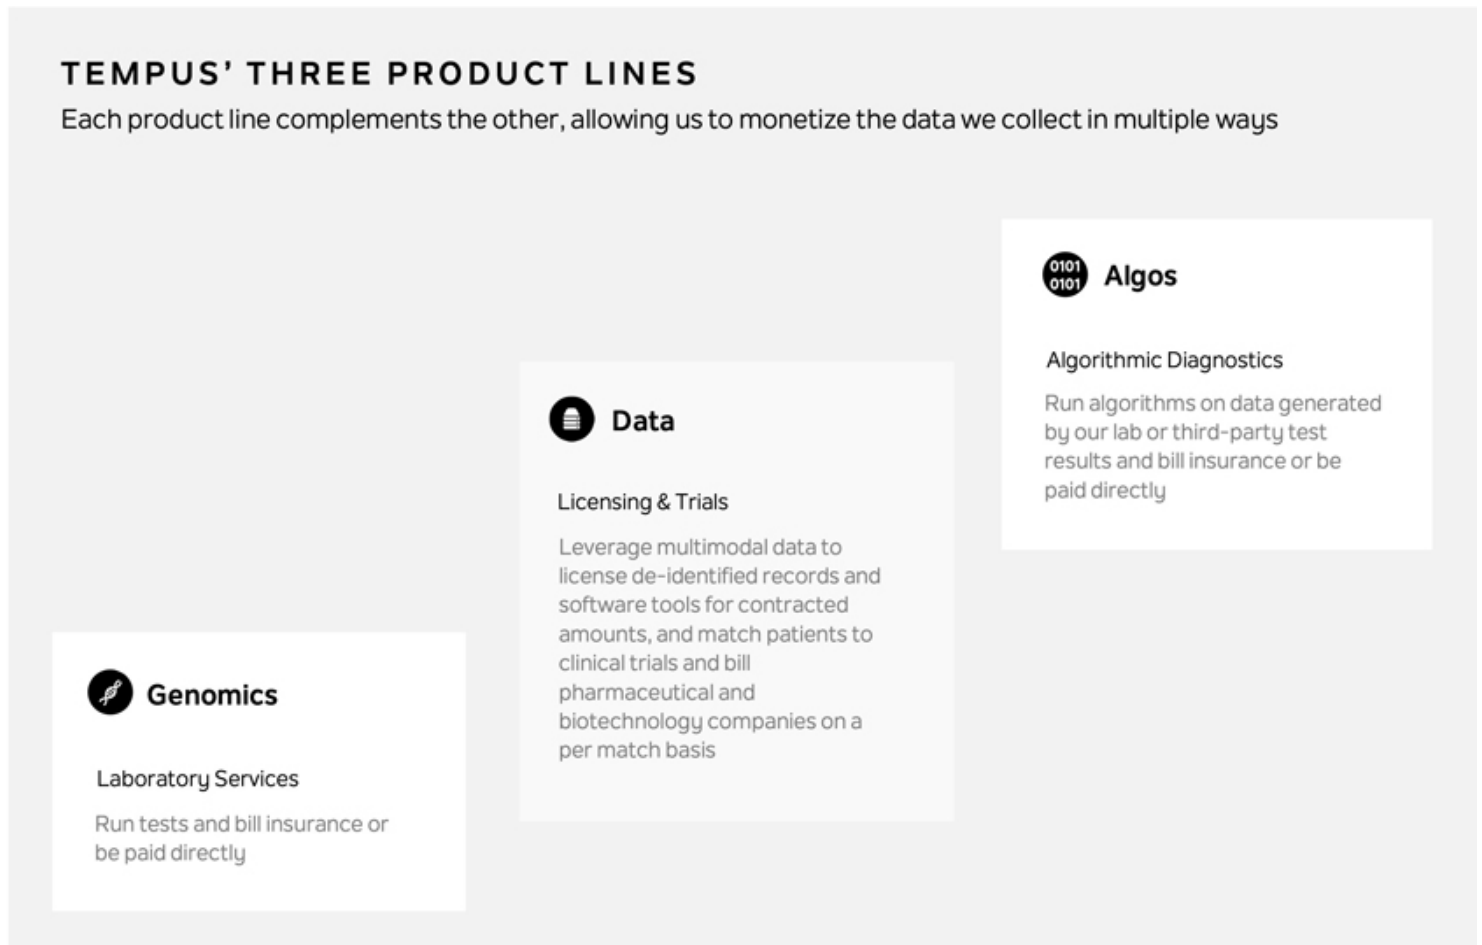 TEMPUS’ THREE PRODUCT LINES
Each product line complements the other, allowing us to monetize the data we collect in multiple ways
Genomics
Laboratory Services
Run tests and bill insurance or
be paid directly
Data
Licensing & Trials
Leverage multimodal data to
license de-identified records and
software tools for contracted
amounts, and match patients to
clinical trials and bill
pharmaceutical and
biotechnology companies on a
per match basis
0101
0101
Algos
Algorithmic Diagnostics
Run algorithms on data generated
by our lab or third-party test
results and bill insurance or be
paid directly